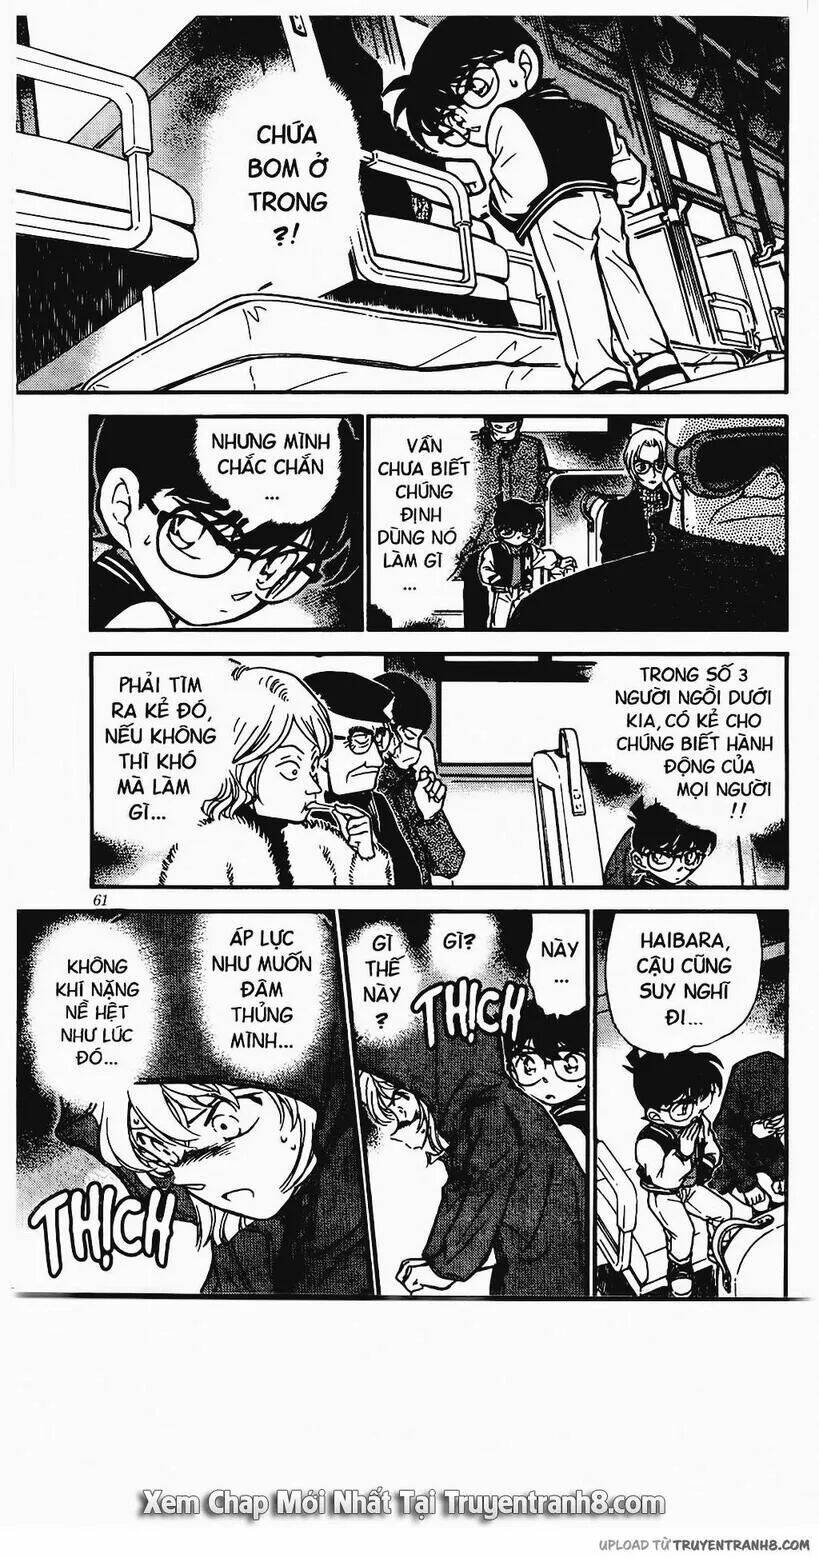 CHỨA
BOM Ở
TRONG
?!
VẪN
CHƯA BIẾT
CHÚNG
ĐỊNH
DÙNG NÓ
LÀM GÌ
...
NHƯNG MÌNH
CHẮC CHẮN
...
TRONG SỐ 3
NGƯỜI NGỒI DƯỚI
KIA, CÓ KẺ CHO
CHÚNG BIẾT HÀNH
ĐỘNG CỦA
MỌI NGƯỜI
!!
PHẢI TÌM
RA KẺ ĐÓ,
NẾU KHÔNG
THÌ KHÓ
MÀ LÀM
GÌ...
61
HAIBARA,
CẬU CŨNG
SUY NGHĨ
ĐI...
NÀY
...
GÌ?
GÌ
THẾ
NÀY
?
THỊCH
ÁP LỰC
NHƯ MUỐN
ĐÂM
THỦNG
MÌNH...
KHÔNG
KHÍ NẶNG
NỀ HỆT
NHƯ LÚC
ĐÓ...
THỊCH
Xem Chap Mới Nhất Tại Truyentranh8.com
UPLOAD TỪ TRUYENTRANH8.COM